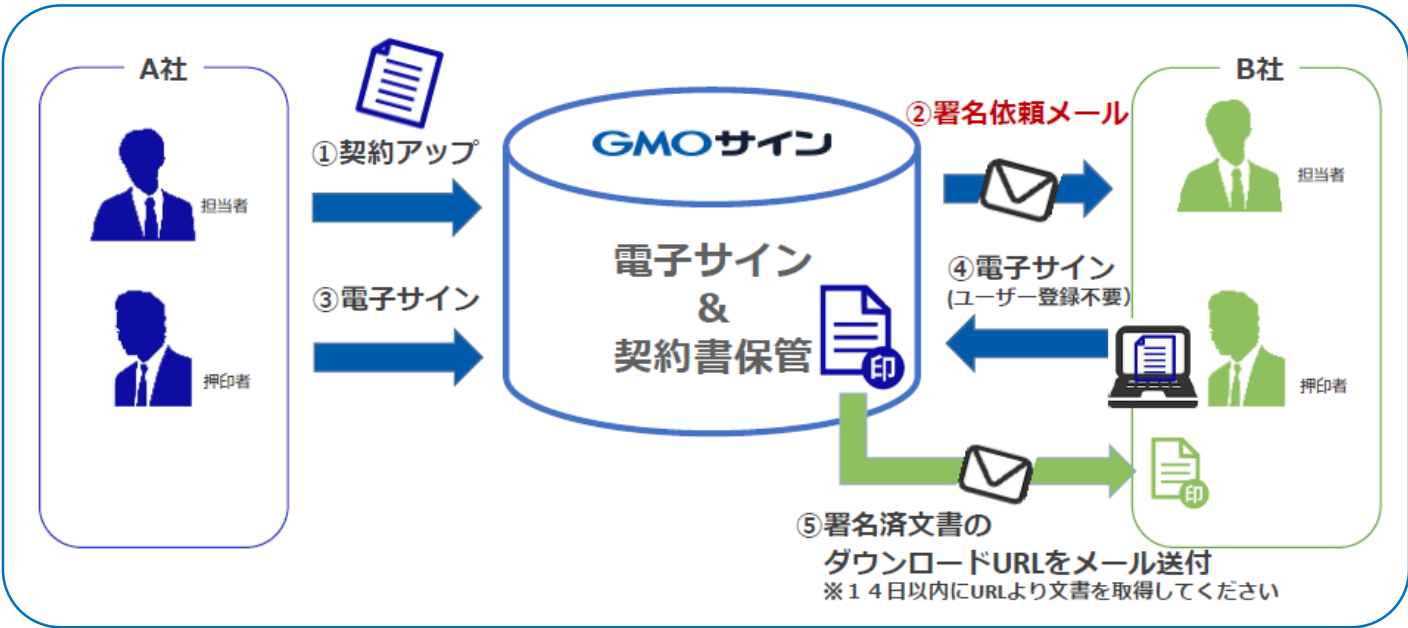 A社
担当者
押印者
①契約アップ
③電子サイン
GMOサイン
電子サイン
&
契約書保管
印
②署名依頼メール
④電子サイン
(ユーザー登録不要)
B社
担当者
押印者
印
⑤署名済文書の
ダウンロードURLをメール送付
※１４日以内にURLより文書を取得してください